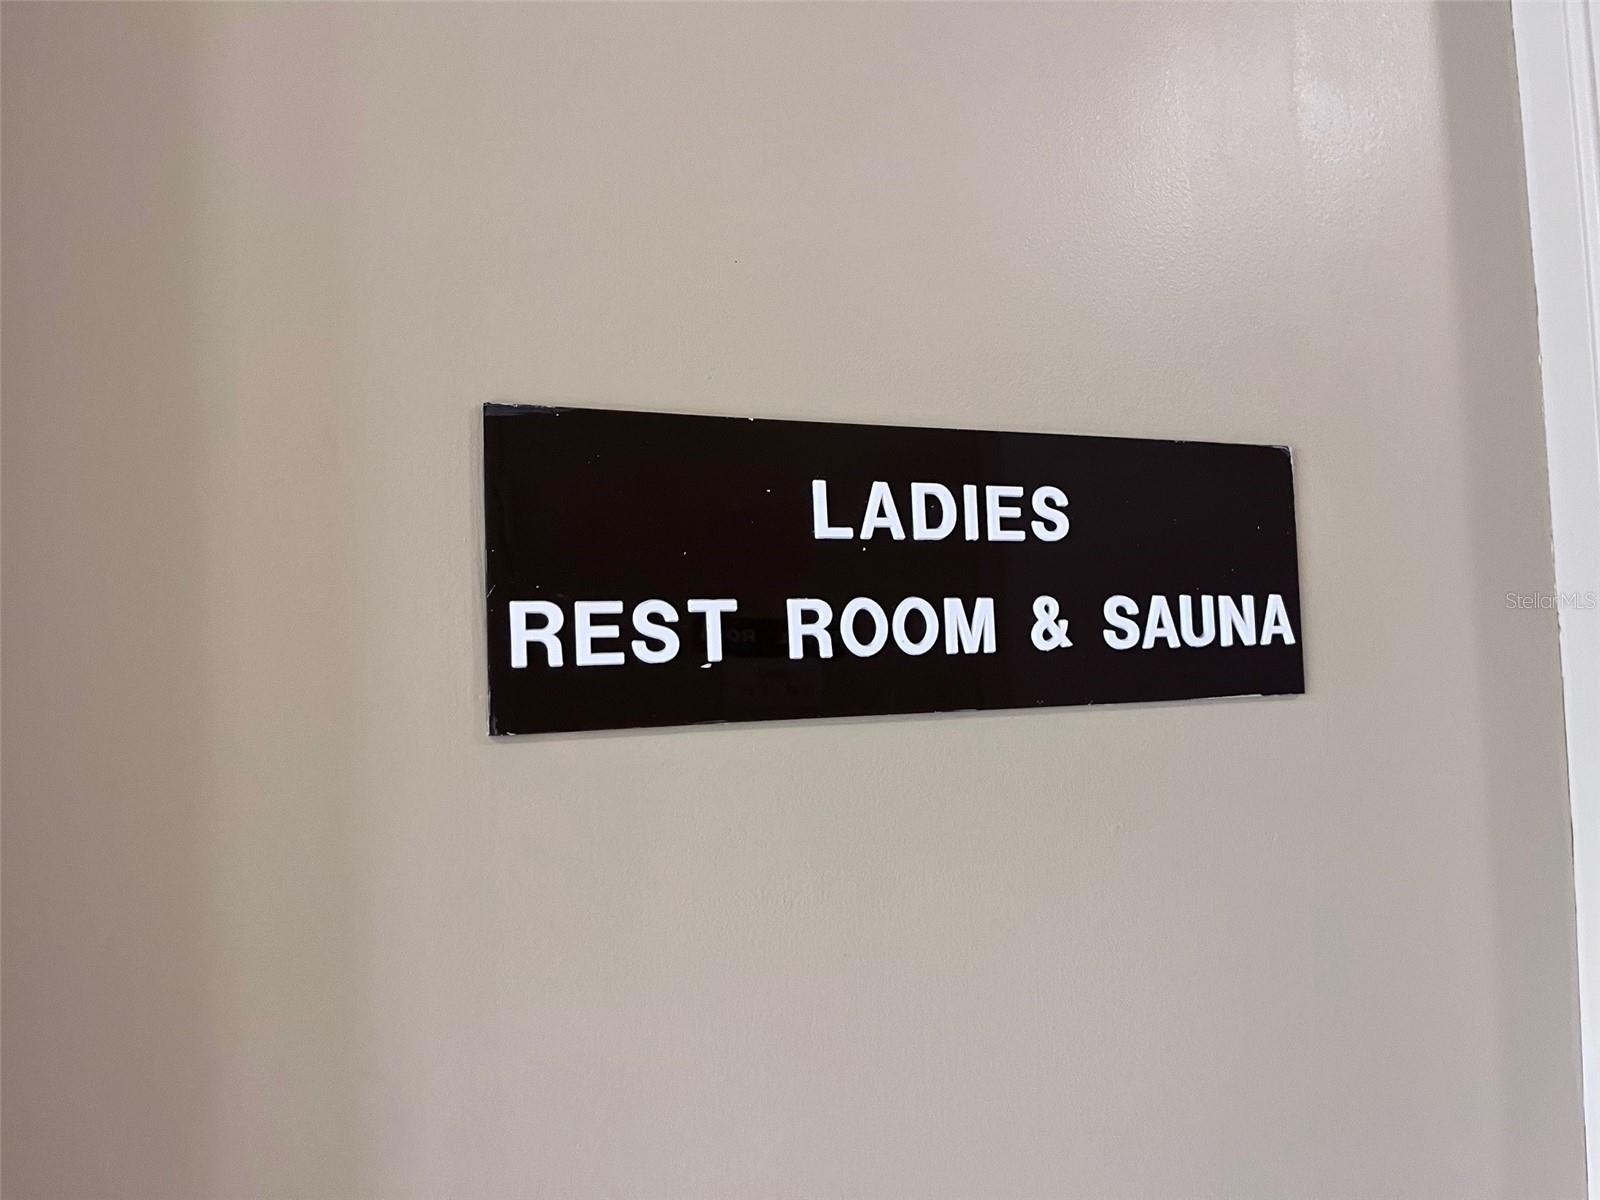 LADIES
REST ROOM & SAUNA
StellarMLS